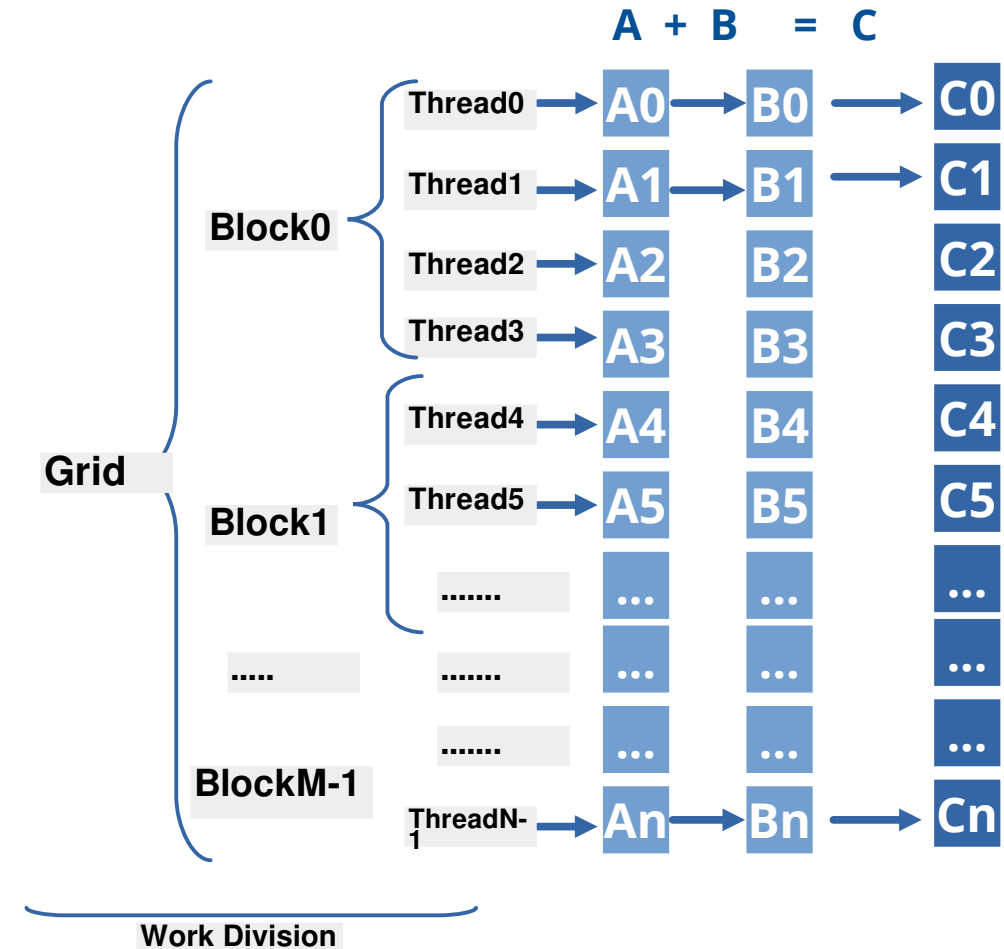 A + B = C
Thread0 A0 B0 C0
Thread1 A1 B1 C1
Block0
Thread2 A2 B2 C2
Thread3 A3 B3 C3
Thread4 A4 B4 C4
Grid
Thread5 A5 B5 C5
Block1
....... ... ... ...
..... ....... ... ... ...
....... ... ... ...
BlockM-1
ThreadN-
1
An Bn Cn
Work Division